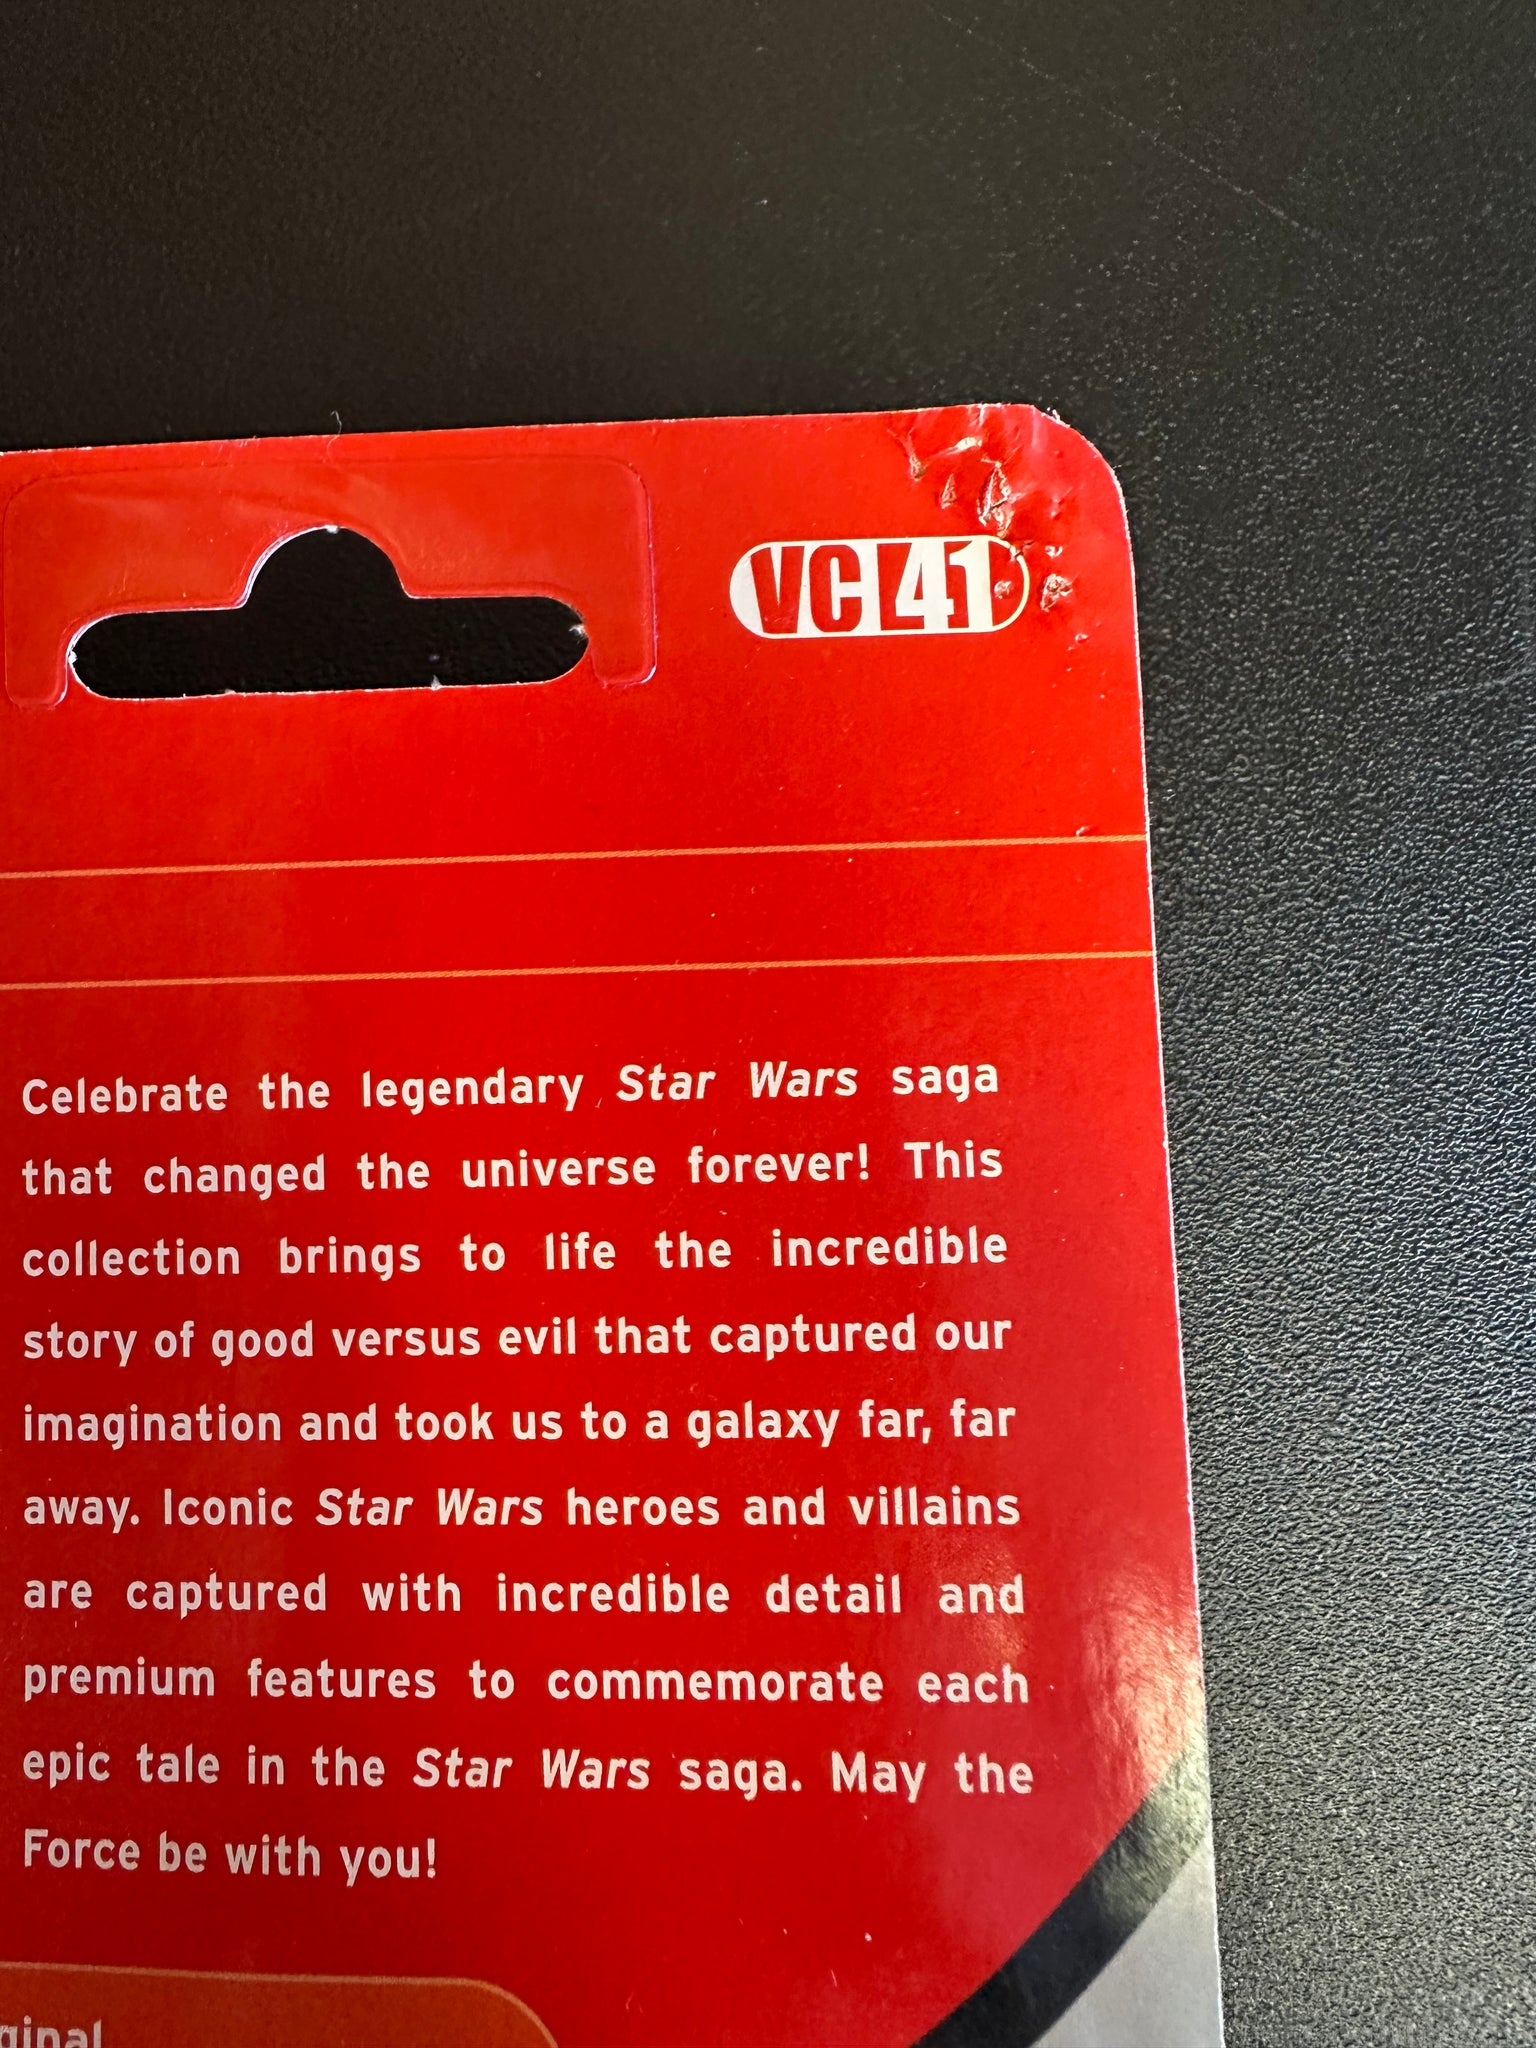 VC 41
Celebrate the legendary Star Wars saga
that changed the universe forever! This
collection brings to life the incredible
story of good versus evil that captured our
imagination and took us to a galaxy far, far
away. Iconic Star Wars heroes and villains
are captured with incredible detail and
premium features to commemorate each
epic tale in the Star Wars saga. May the
Force be with you!